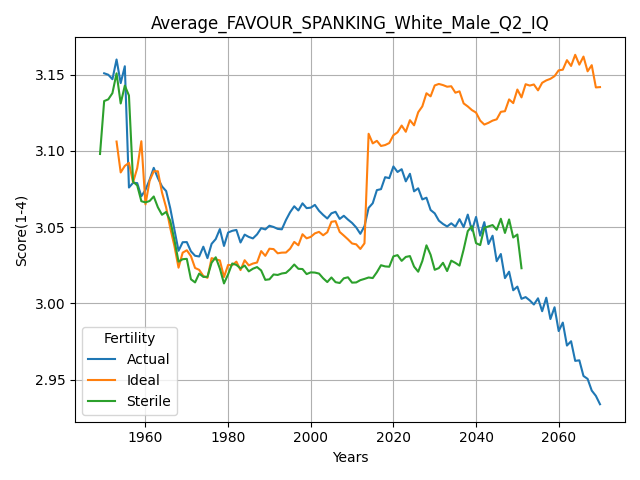 Average_FAVOUR_SPANKING_White_Male_Q2_IQ
Score(1-4)
3.15
3.10
3.05
3.00
2.95
Fertility
Actual
Ideal
Sterile
1960
1980
2000
2020
2040
2060
Years